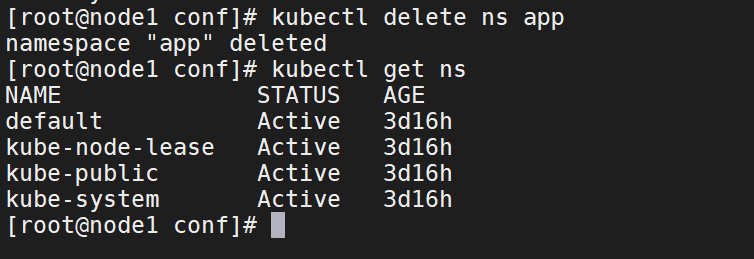 [root@node1 conf]# kubectl delete ns app
namespace "app" deleted
[root@node1 conf]# kubectl get ns
NAME              STATUS   AGE
default           Active   3d16h
kube-node-lease   Active   3d16h
kube-public       Active   3d16h
kube-system       Active   3d16h
[root@node1 conf]#